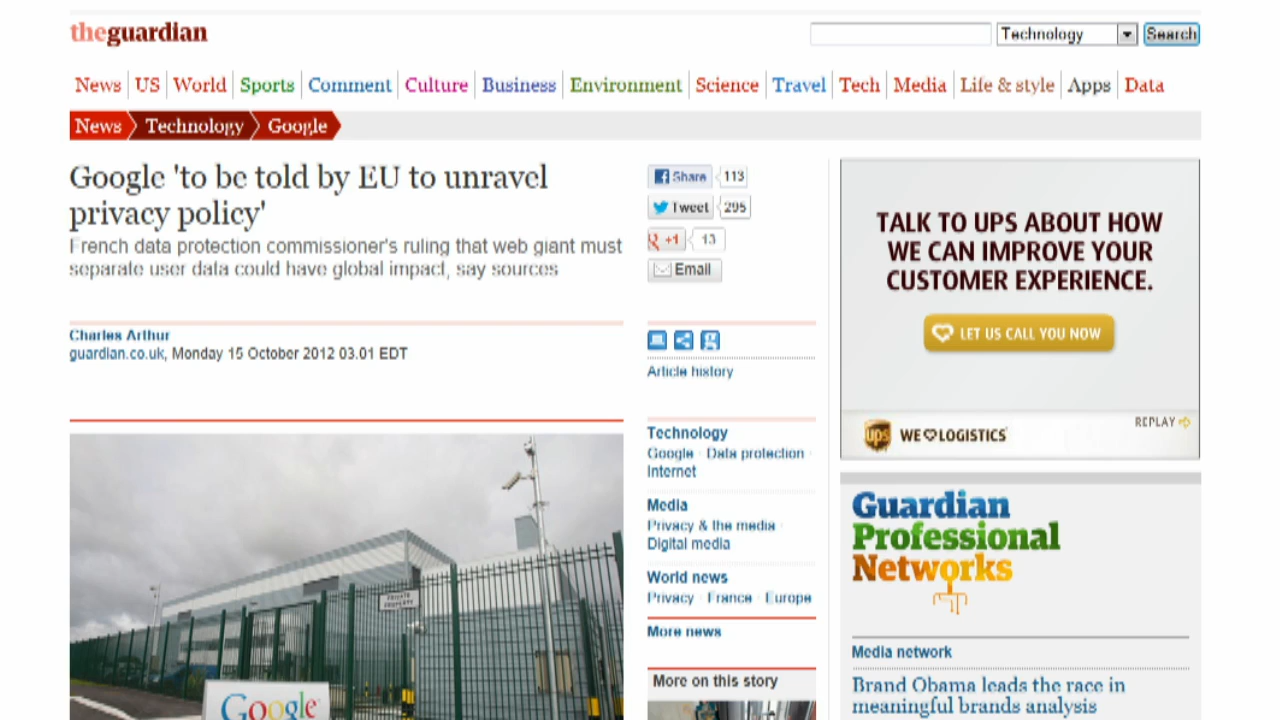 theguardian
Technology
Search
News US World Sports Comment Culture Business Environment Science Travel Tech Media Life & style Apps Data
News Technology Google
Google 'to be told by EU to unravel
privacy policy'
French data protection commissioner's ruling that web giant must
separate user data could have global impact, say sources
Charles Arthur
guardian.co.uk, Monday 15 October 2012 03.01 EDT
PRIVATE
PROPERTY
Google
Share 113
Tweet 295
+1 13
Email
Article history
Technology
Google · Data protection ·
Internet
Media
Privacy & the media ·
Digital media
World news
Privacy · France · Europe
More news
More on this story
TALK TO UPS ABOUT HOW
WE CAN IMPROVE YOUR
CUSTOMER EXPERIENCE.
LET US CALL YOU NOW
REPLAY
ups WE LOGISTICS
Guardian
Professional
Networks
Media network
Brand Obama leads the race in
meaningful brands analysis